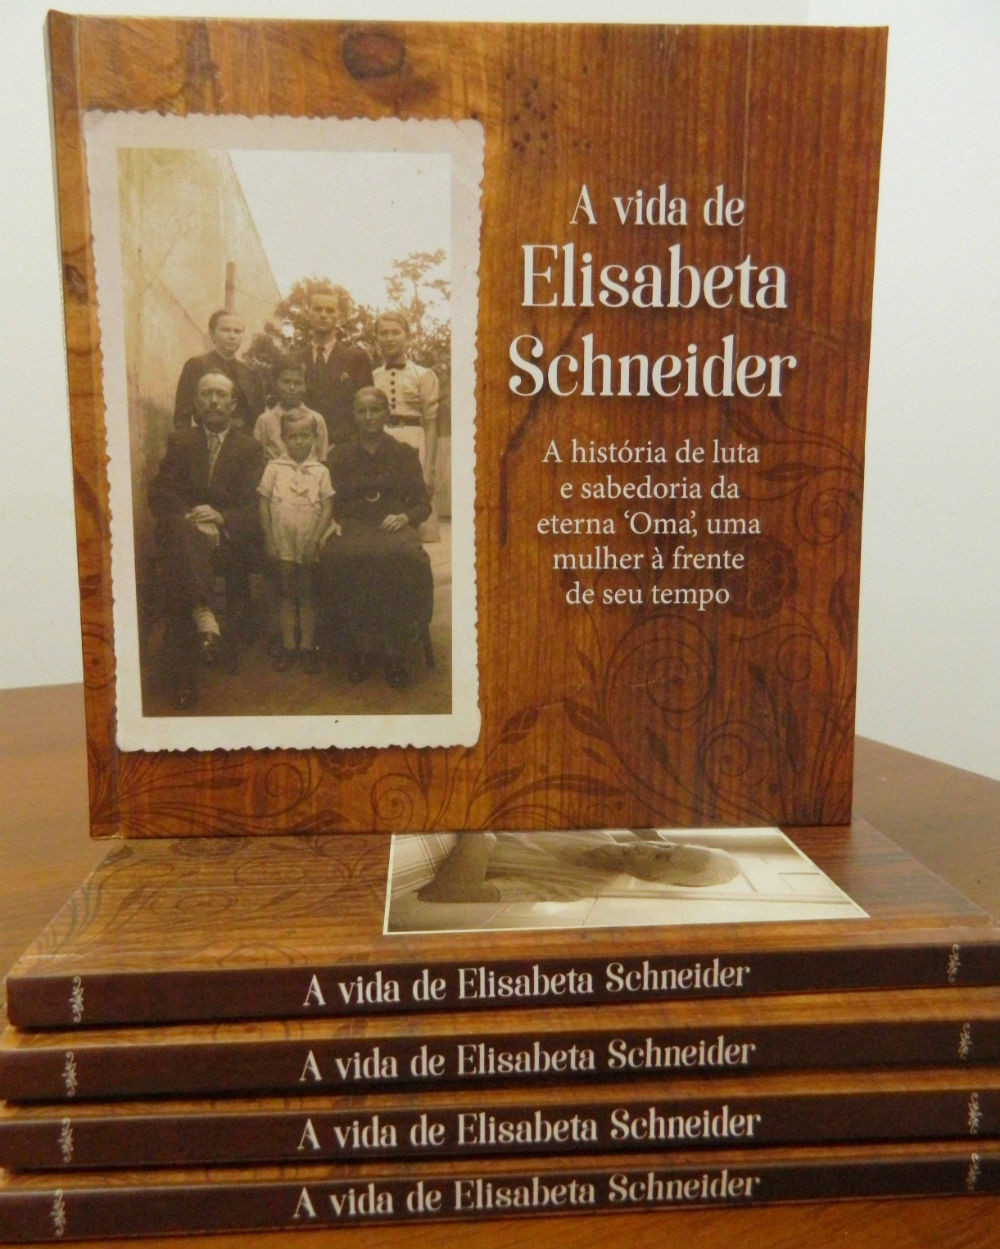 A vida de
Elisabeta
Schneider
A história de luta
e sabedoria da
eterna ‘Oma’, uma
mulher à frente
de seu tempo
A vida de Elisabeta Schneider
A vida de Elisabeta Schneider
A vida de Elisabeta Schneider
A vida de Elisabeta Schneider